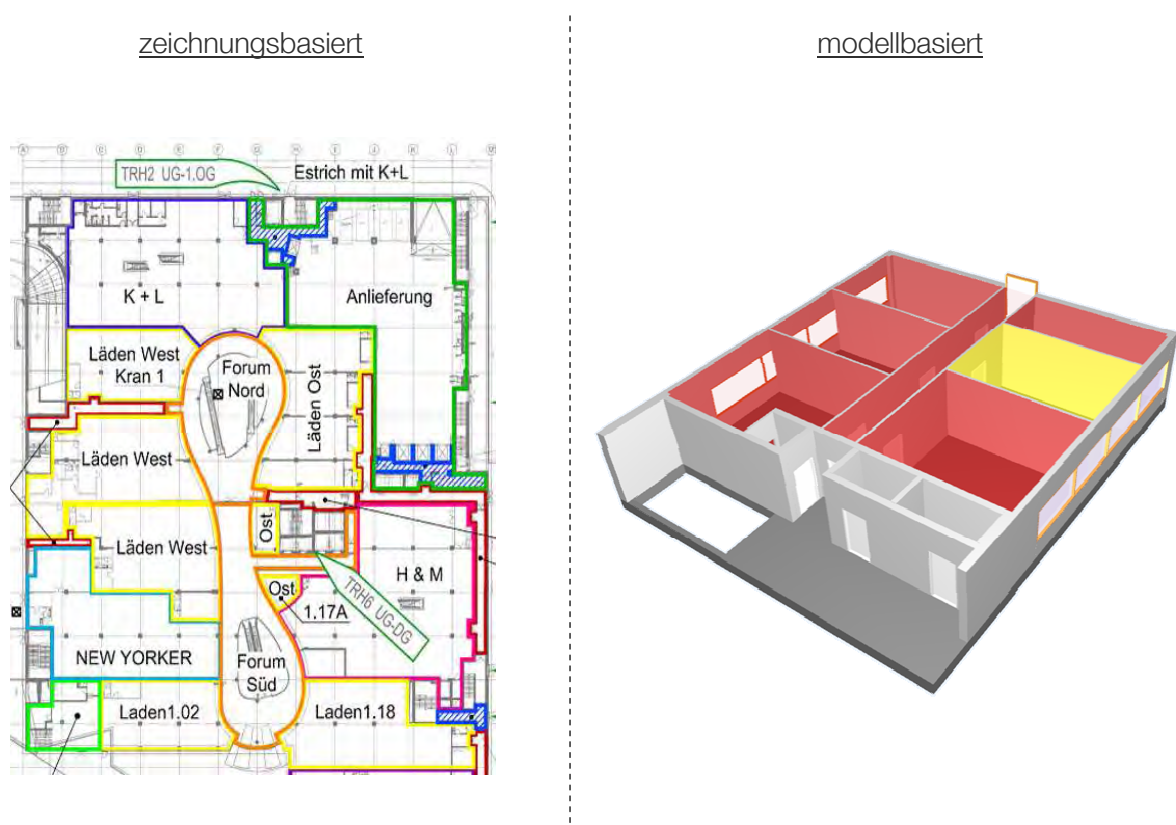 zeichnungsbasiert
modellbasiert
TRH2 UG-1.OG
Estrich mit K+L
K + L
Anlieferung
Läden West
Kran 1
Forum
Nord
Läden Ost
Läden West
Läden West
Ost
H & M
Ost
1.17A
TRH6 UG-DG
NEW YORKER
Forum
Süd
Laden1.02
Laden1.18